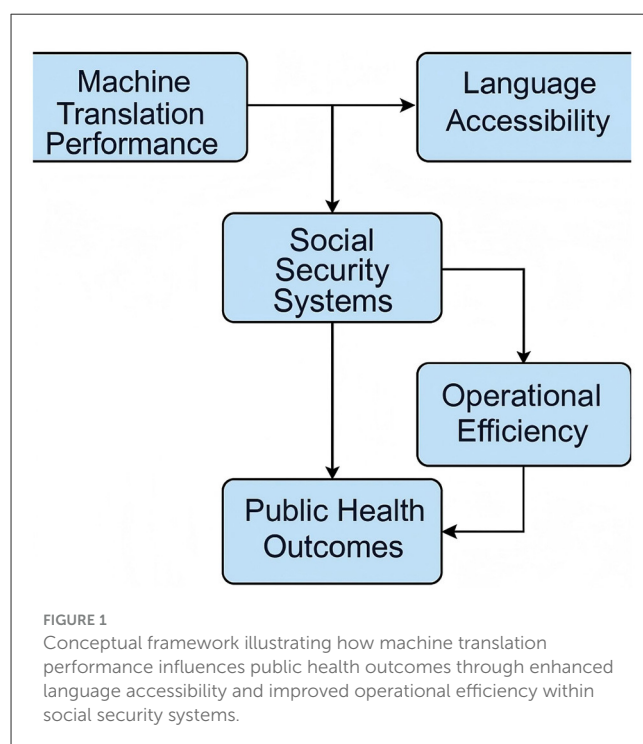 Machine
Translation
Performance
Language
Accessibility
Social
Security
Systems
Operational
Efficiency
Public Health
Outcomes
FIGURE 1
Conceptual framework illustrating how machine translation
performance influences public health outcomes through enhanced
language accessibility and improved operational efficiency within
social security systems.